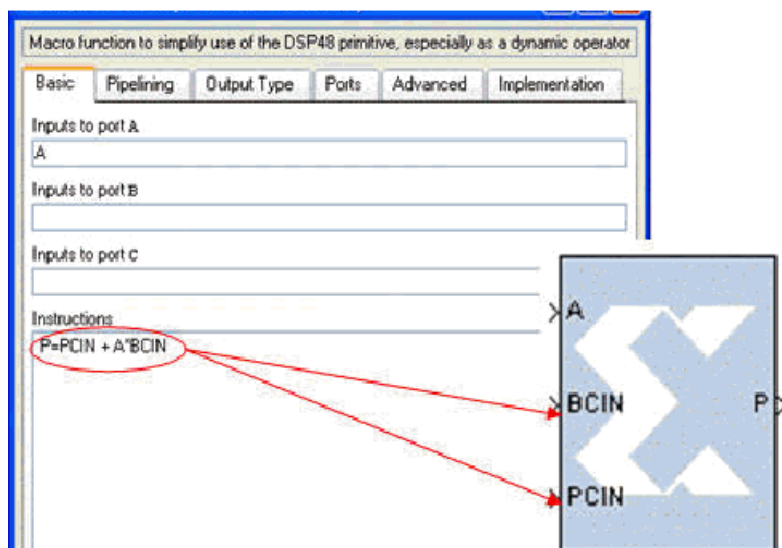 Macro function to simplify use of the DSP48 primitive, especially as a dynamic operator
Basic Pipelining Output Type Ports Advanced Implementation
Inputs to port A
A
Inputs to port B
Inputs to port C
Instructions
P=PCIN + A*BCIN
A
BCIN P
PCIN